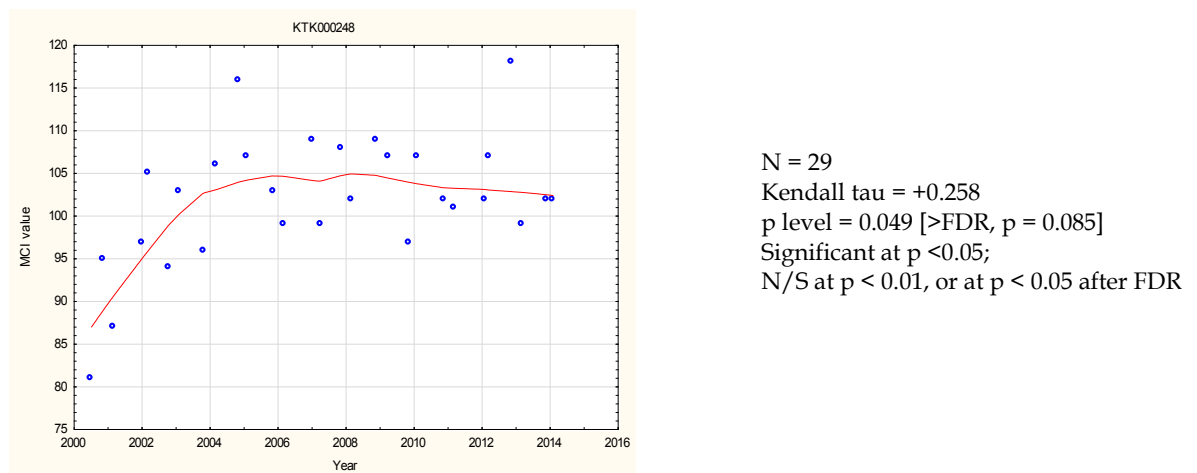 KTK000248
120
115
110
105
100
95
90
85
80
75
MCI value
2000 2002 2004 2006 2008 2010 2012 2014 2016
Year
N = 29
Kendall tau = +0.258
p level = 0.049 [>FDR, p = 0.085]
Significant at p <0.05;
N/S at p < 0.01, or at p < 0.05 after FDR